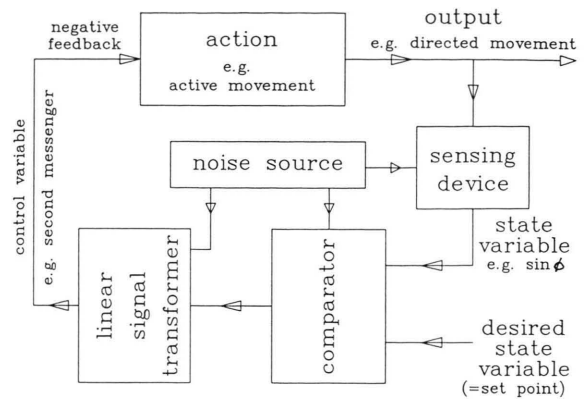 negative
feedback
action
e.g.
active movement
output
e.g. directed movement
noise source
sensing
device
control variable
e.g. second messenger
linear
signal
transformer
comparator
state
variable
e.g. sin ϕ
desired
state
variable
(=set point)